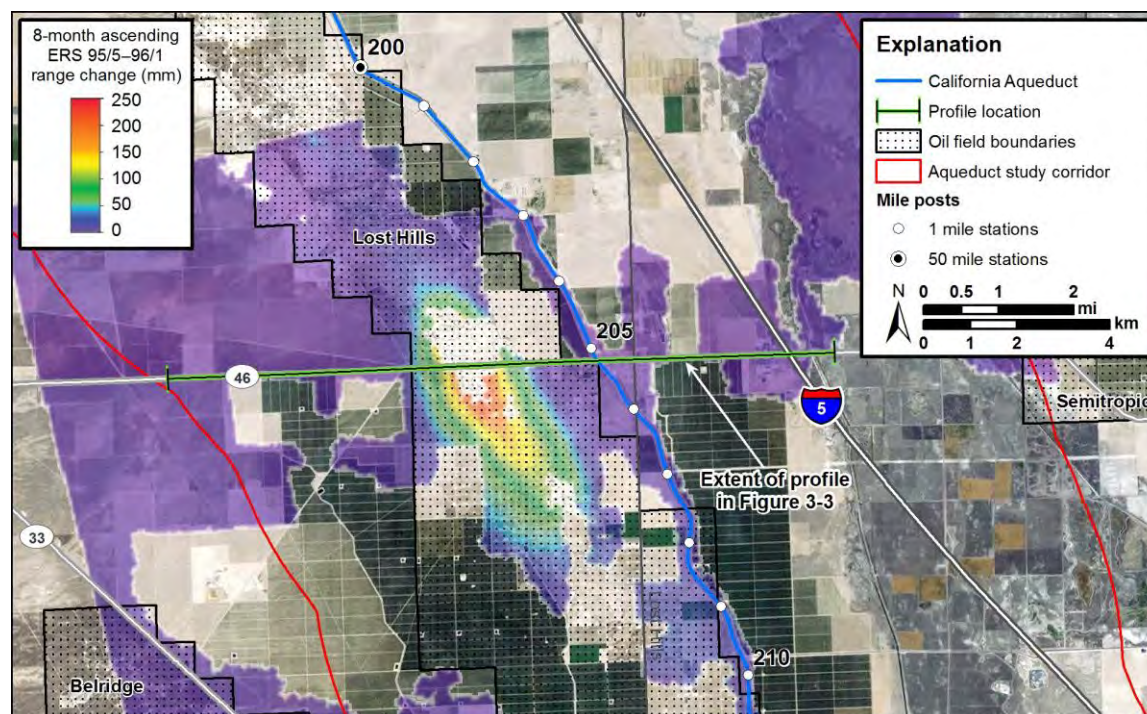 8-month ascending
ERS 95/5–96/1
range change (mm)
250
200
150
100
50
0
200
Explanation
California Aqueduct
Profile location
Oil field boundaries
Aqueduct study corridor
Mile posts
1 mile stations
50 mile stations
N
0 0.5 1 2
mi
km
0 1 2 4
Lost Hills
205
46
5
Semitropic
Extent of profile
in Figure 3-3
33
210
Belridge